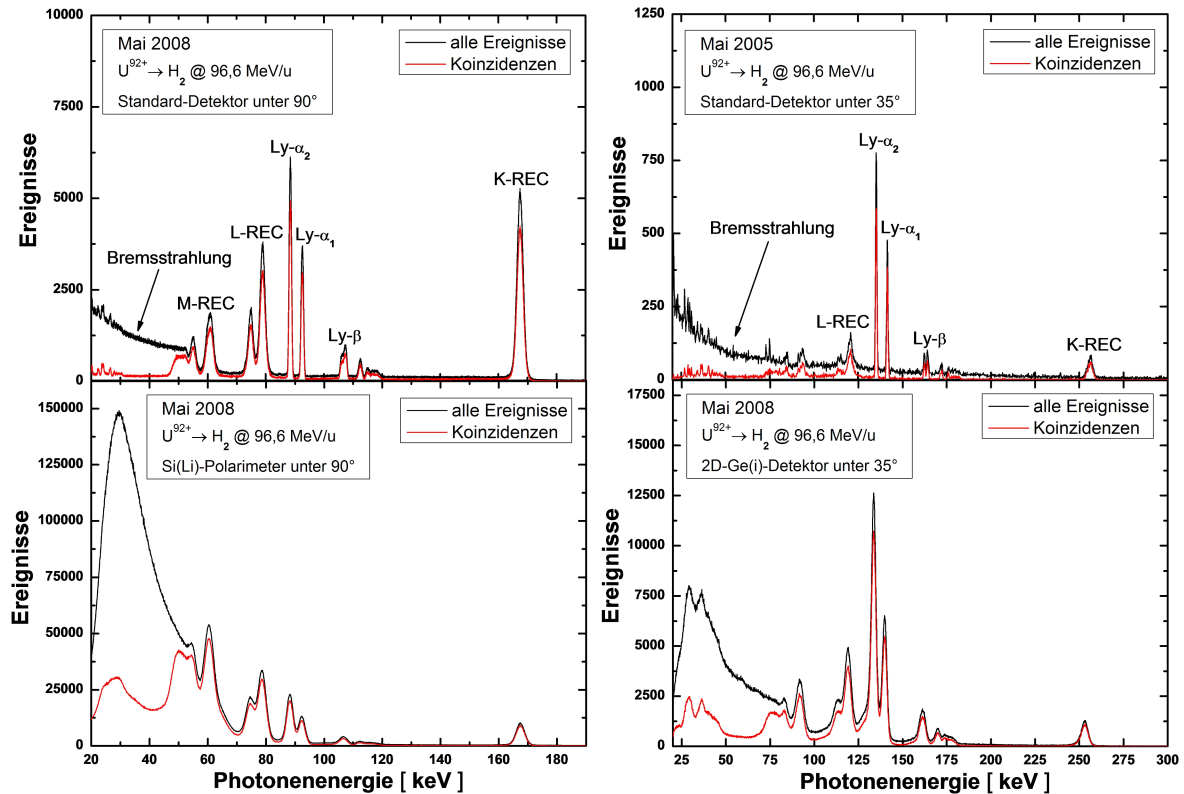 Mai 2008
U⁹²⁺→ H₂ @ 96,6 MeV/u
Standard-Detektor unter 90°
alle Ereignisse
Koinzidenzen
Ly-α₂
K-REC
L-REC
Ly-α₁
Bremsstrahlung
M-REC
Ly-β
Ereignisse
10000
7500
5000
2500
0
Mai 2005
U⁹²⁺→ H₂ @ 96,6 MeV/u
Standard-Detektor unter 35°
alle Ereignisse
Koinzidenzen
Ly-α₂
Bremsstrahlung
Ly-α₁
L-REC
Ly-β
K-REC
Ereignisse
1250
1000
750
500
250
0
Mai 2008
U⁹²⁺→ H₂ @ 96,6 MeV/u
Si(Li)-Polarimeter unter 90°
alle Ereignisse
Koinzidenzen
Ereignisse
150000
125000
100000
75000
50000
25000
0
20 40 60 80 100 120 140 160 180
Photonenenergie [ keV]
Mai 2008
U⁹²⁺→ H₂ @ 96,6 MeV/u
2D-Ge(i)-Detektor unter 35°
alle Ereignisse
Koinzidenzen
Ereignisse
17500
15000
12500
10000
7500
5000
2500
0
25 50 75 100 125 150 175 200 225 250 275 300
Photonenenergie [ keV]